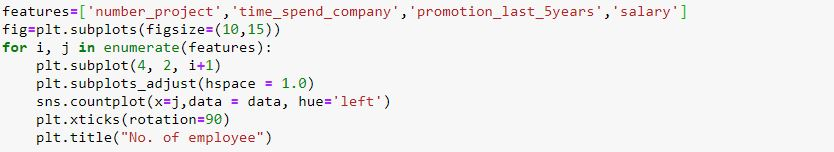 features=['number_project','time_spend_company','promotion_last_5years','salary']
fig=plt.subplots(figsize=(10,15))
for i, j in enumerate(features):
    plt.subplot(4, 2, i+1)
    plt.subplots_adjust(hspace = 1.0)
    sns.countplot(x=j,data = data, hue='left')
    plt.xticks(rotation=90)
    plt.title("No. of employee")